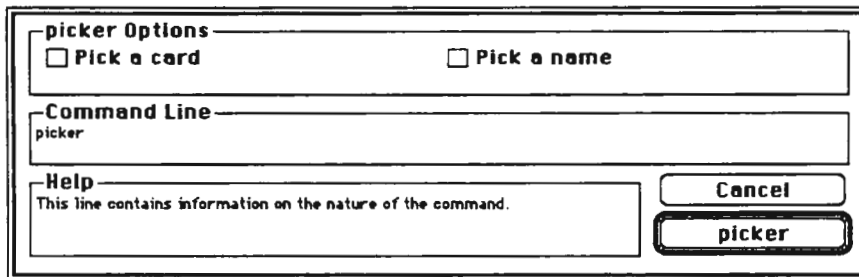 picker Options
Pick a card Pick a name
Command Line
picker
Help
This line contains information on the nature of the command.
Cancel
picker